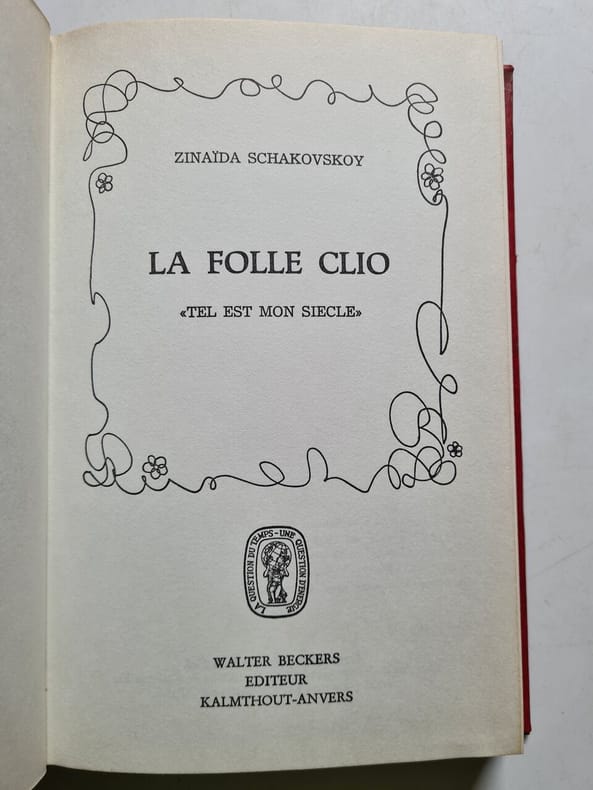 ZINAÏDA SCHAKOVSKOY
LA FOLLE CLIO
«TEL EST MON SIECLE»
LA QUESTION DU TEMPS - UNE QUESTION D'ENERGIE
WALTER BECKERS
EDITEUR
KALMTHOUT-ANVERS